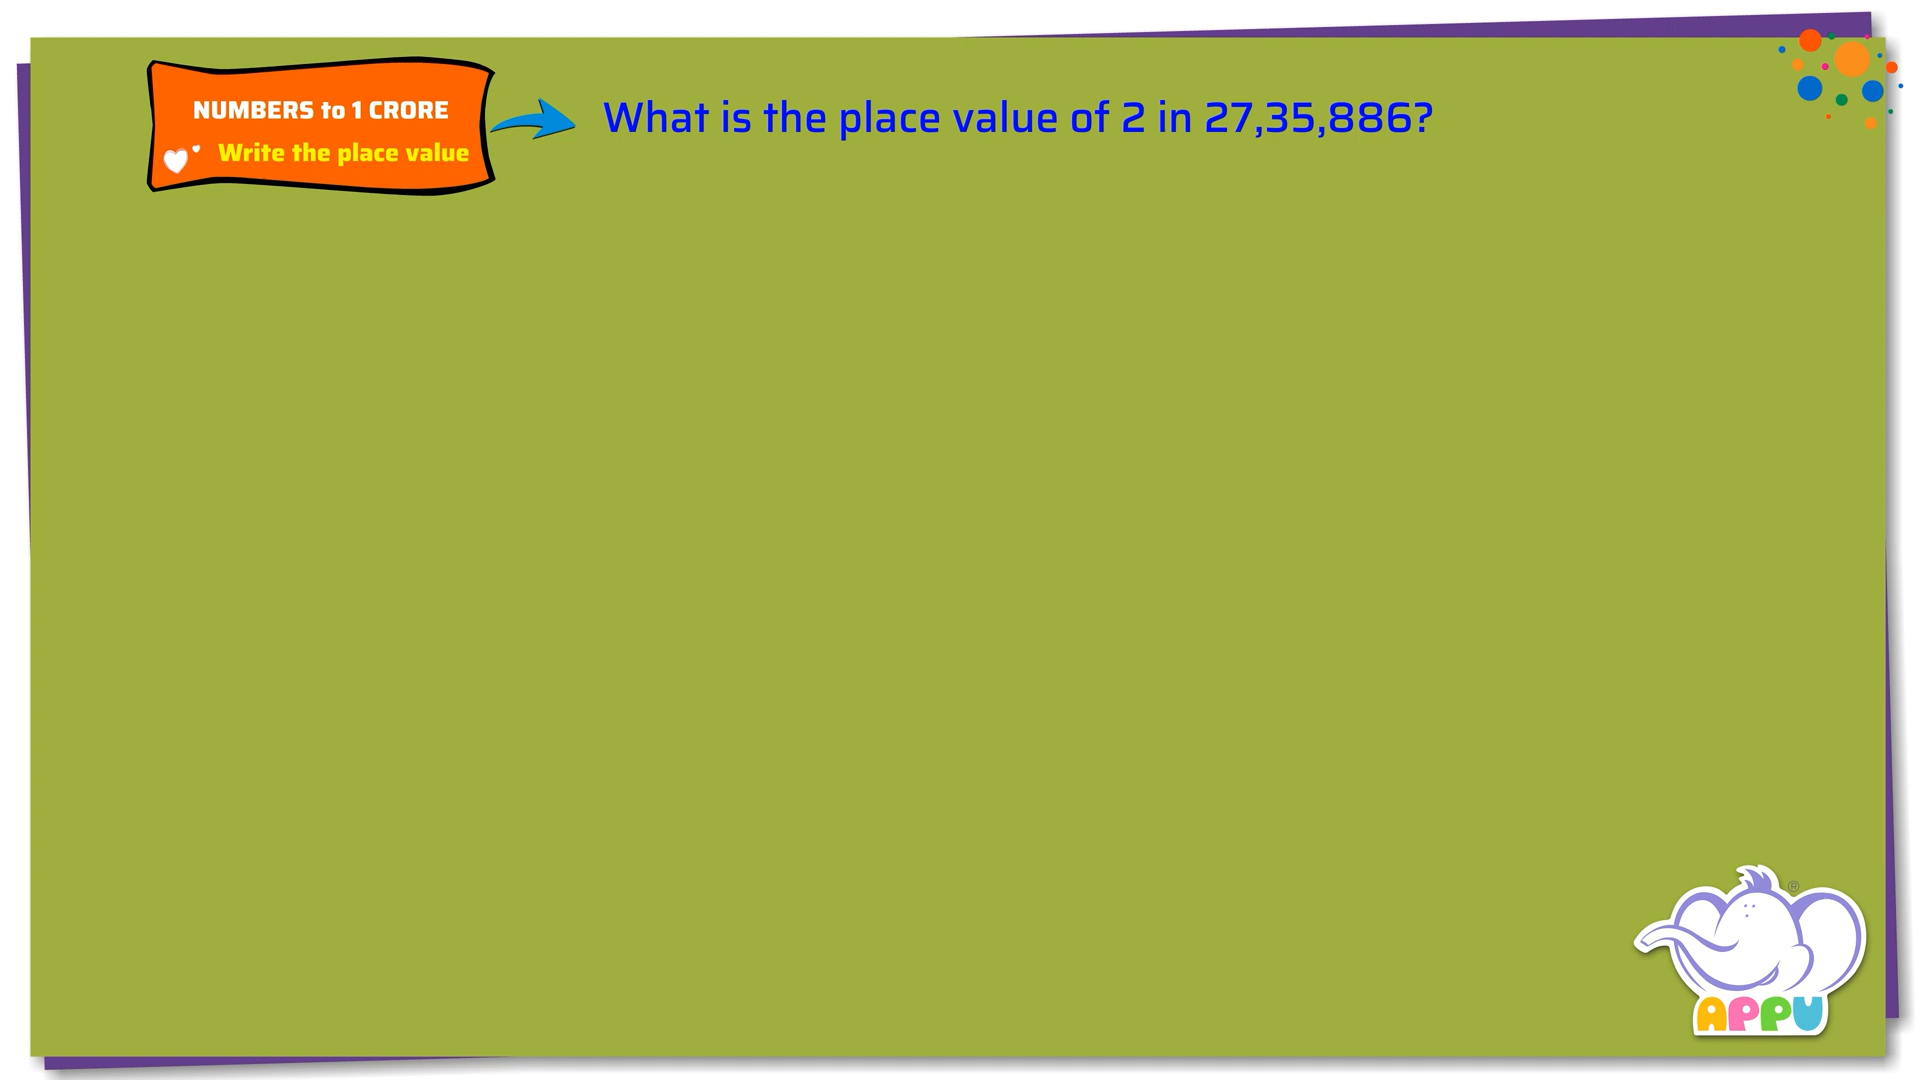 NUMBERS to 1 CRORE
Write the place value
What is the place value of 2 in 27,35,886?
®
APPU